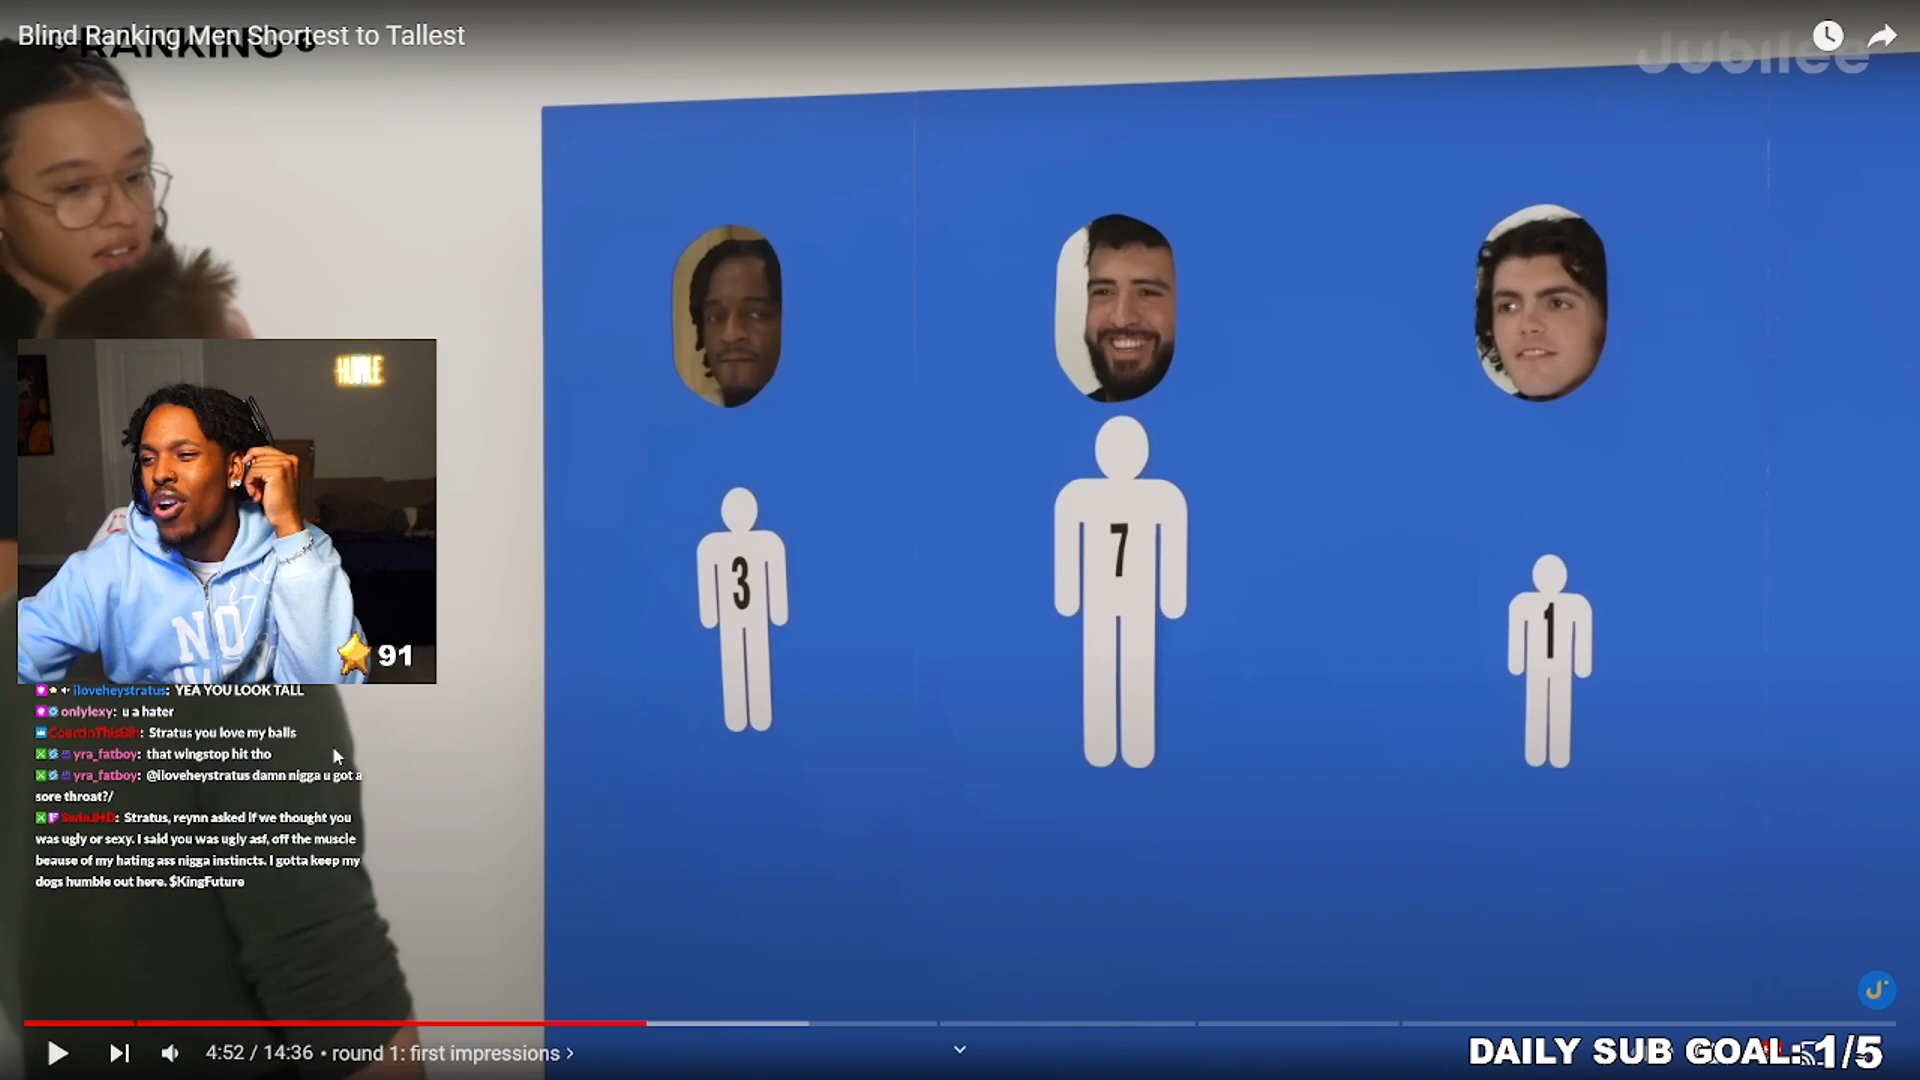 Blind Ranking Men Shortest to Tallest
RANKING
Jubilee
HUMBLE
3
7
1
NO
91
iloveheystratus: YEA YOU LOOK TALL
onlylexy: u a hater
Stratus you love my balls
yra_fatboy: that wingstop hit tho
yra_fatboy: @iloveheystratus damn nigga u got a
sore throat?/
Stratus, reynn asked if we thought you
was ugly or sexy. I said you was ugly asf, off the muscle
beause of my hating ass nigga instincts. I gotta keep my
dogs humble out here. $KingFuture
4:52 / 14:36 • round 1: first impressions >
DAILY SUB GOAL: 1/5